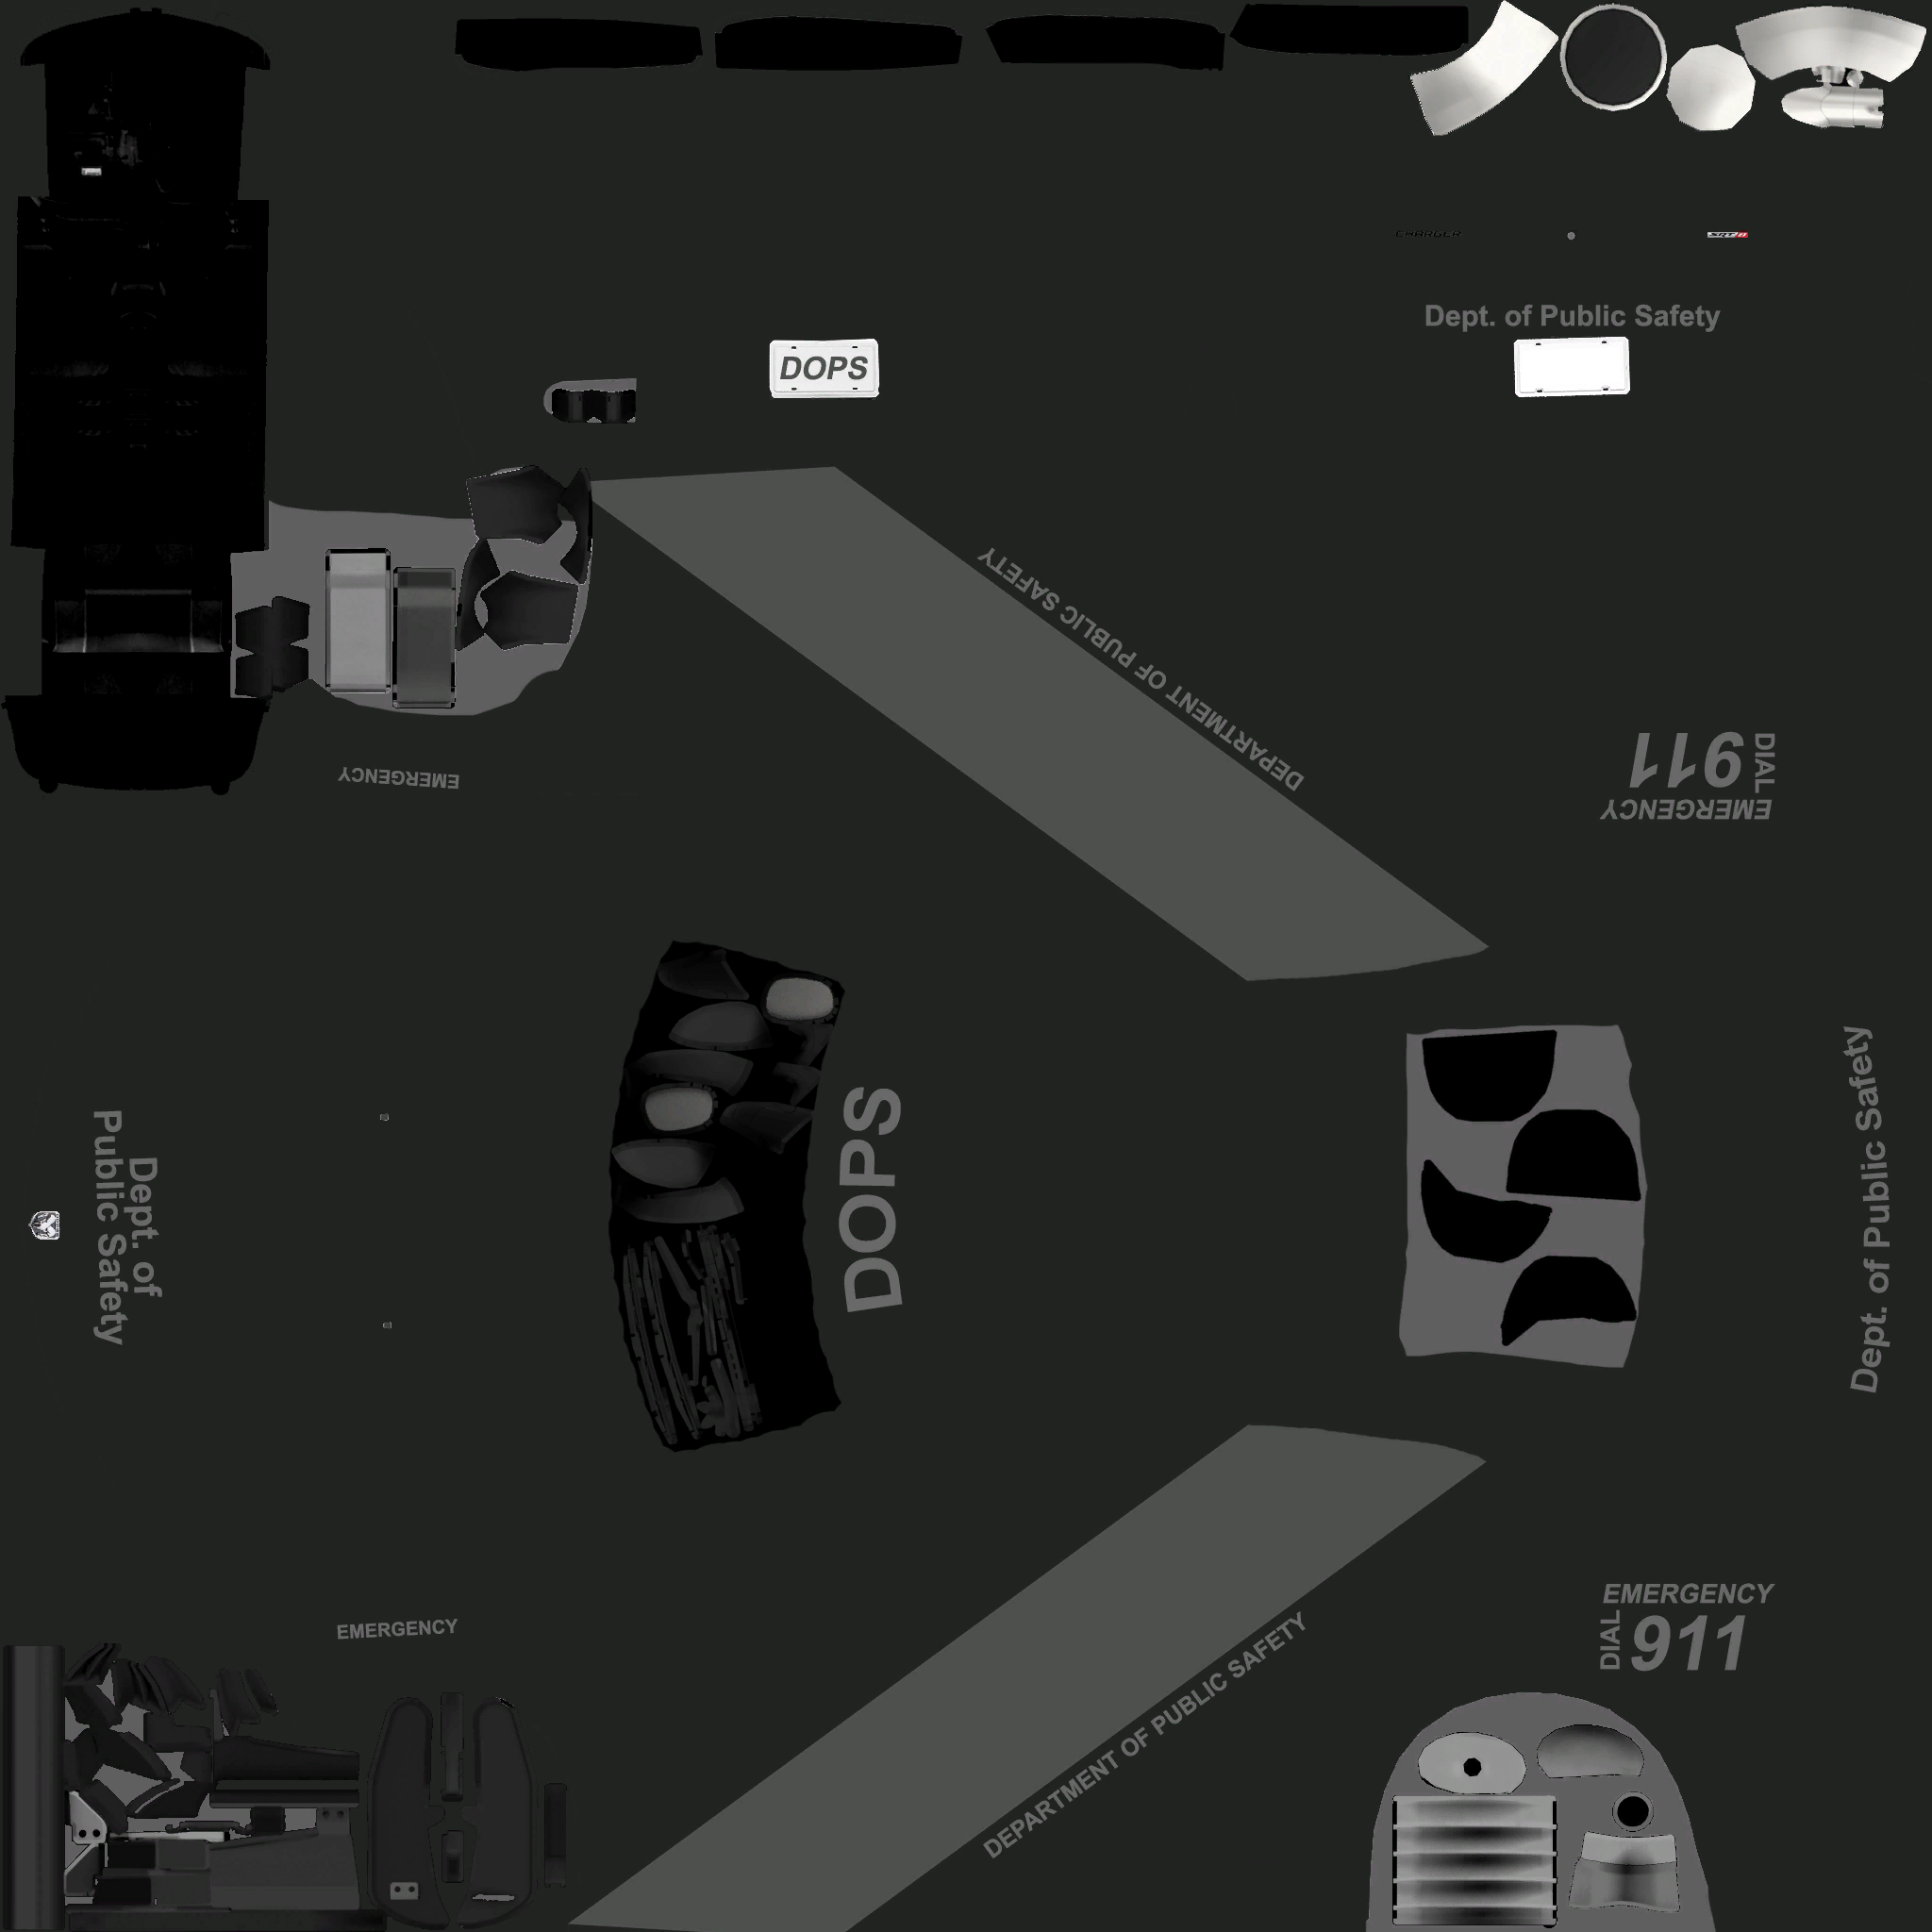 CHARGER
SRT8
Dept. of Public Safety
DOPS
DEPARTMENT OF PUBLIC SAFETY
DIAL
911
EMERGENCY
EMERGENCY
Dept. of
Public Safety
DOPS
Dept. of Public Safety
EMERGENCY
EMERGENCY
DIAL
911
DEPARTMENT OF PUBLIC SAFETY